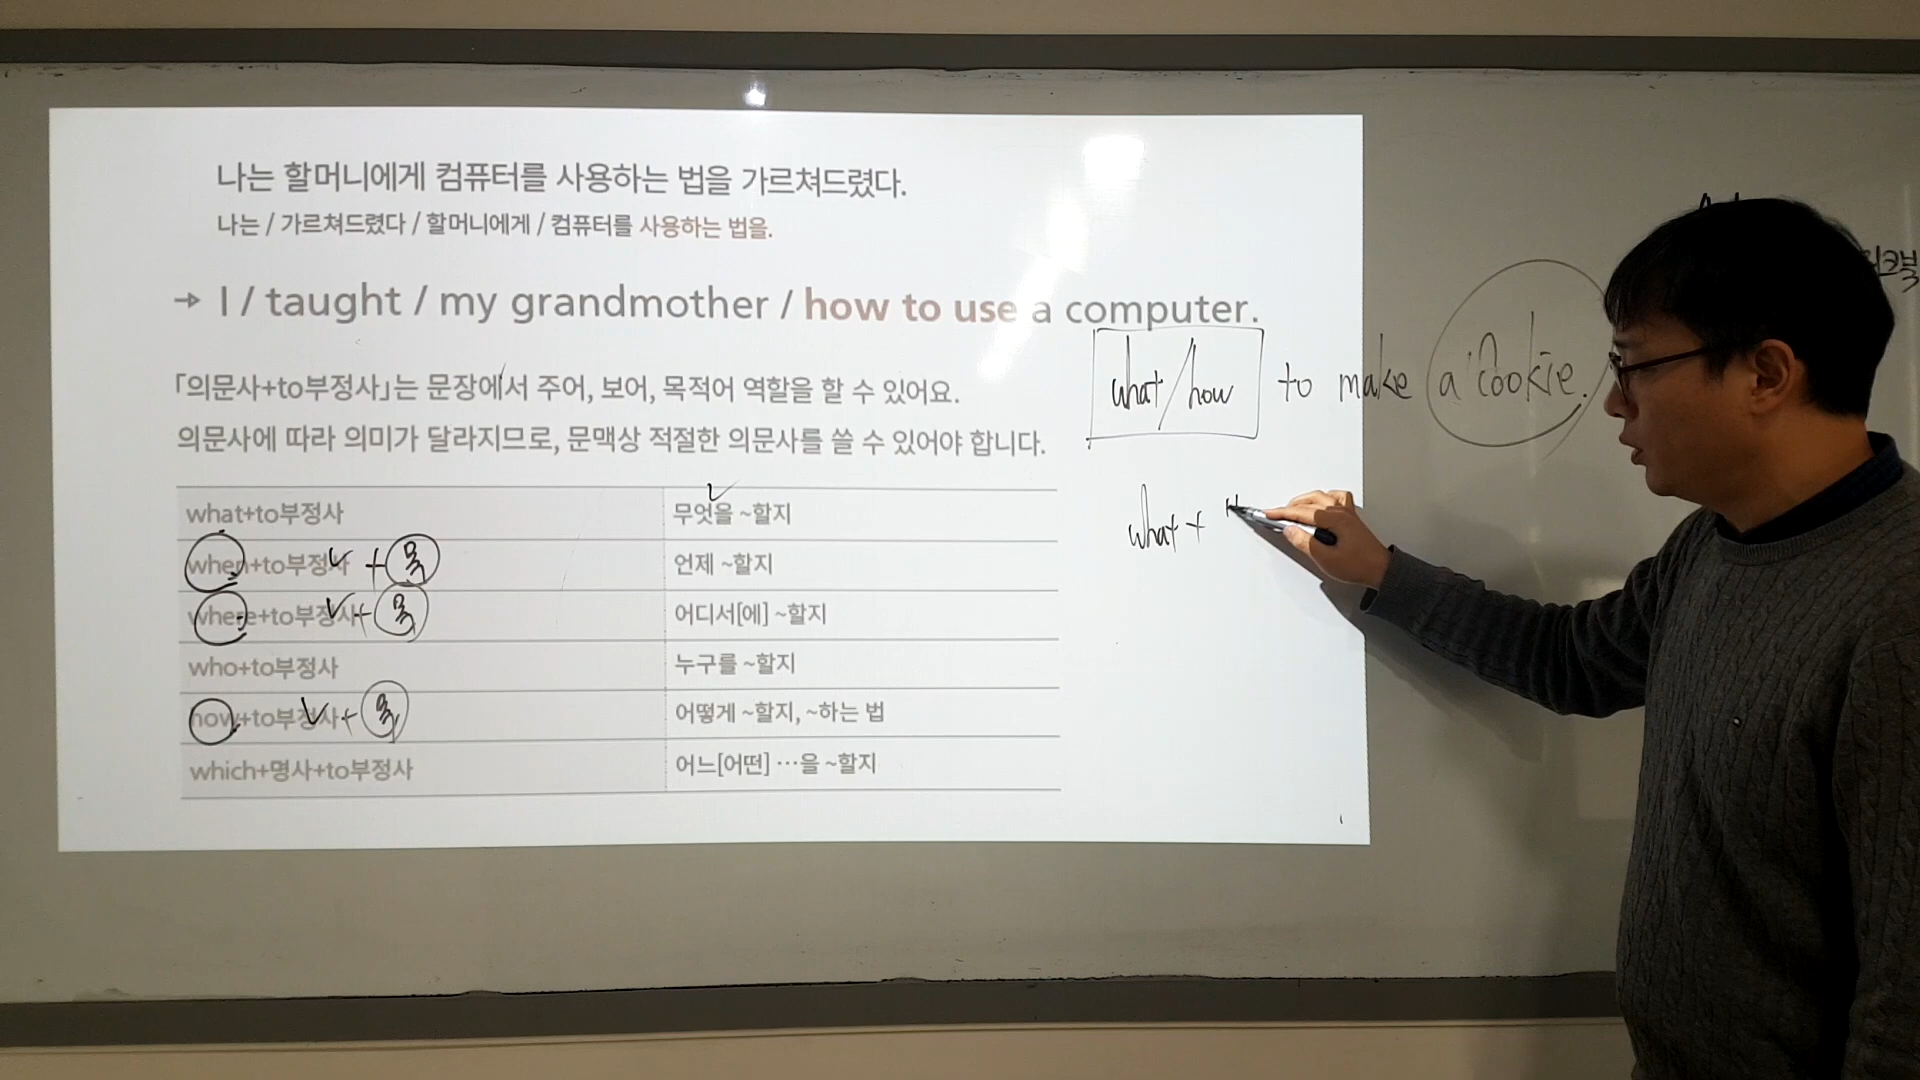 나는 할머니에게 컴퓨터를 사용하는 법을 가르쳐드렸다.
나는 / 가르쳐드렸다 / 할머니에게 / 컴퓨터를 사용하는 법을.
→ I / taught / my grandmother / how to use a computer.
what/how to make a cookie.
「의문사+to부정사」는 문장에서 주어, 보어, 목적어 역할을 할 수 있어요.
의문사에 따라 의미가 달라지므로, 문맥상 적절한 의문사를 쓸 수 있어야 합니다.
what+to부정사 무엇을 ~할지
what +
when+to부정사 + 목 언제 ~할지
where+to부정사 + 목 어디서[에] ~할지
who+to부정사 누구를 ~할지
how+to부정사 + 목 어떻게 ~할지, ~하는 법
which+명사+to부정사 어느[어떤] …을 ~할지